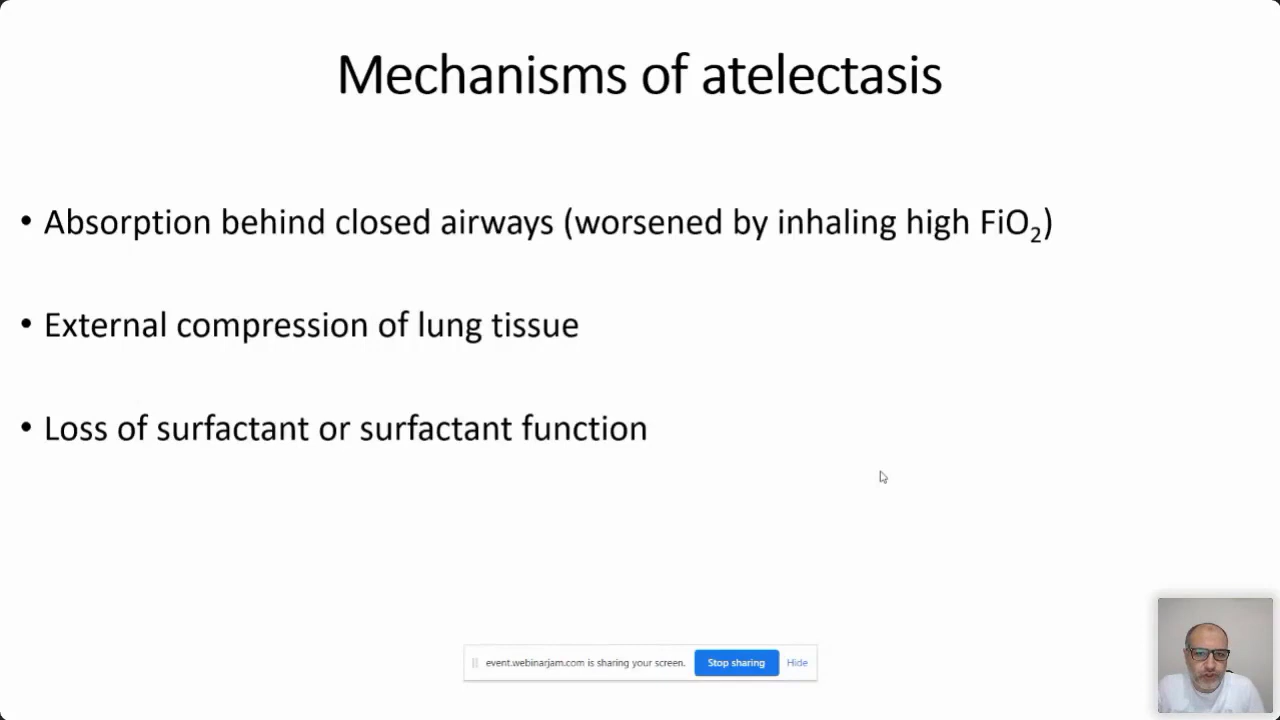 Mechanisms of atelectasis
• Absorption behind closed airways (worsened by inhaling high FiO₂)
• External compression of lung tissue
• Loss of surfactant or surfactant function
event.webinarjam.com is sharing your screen. Stop sharing Hide